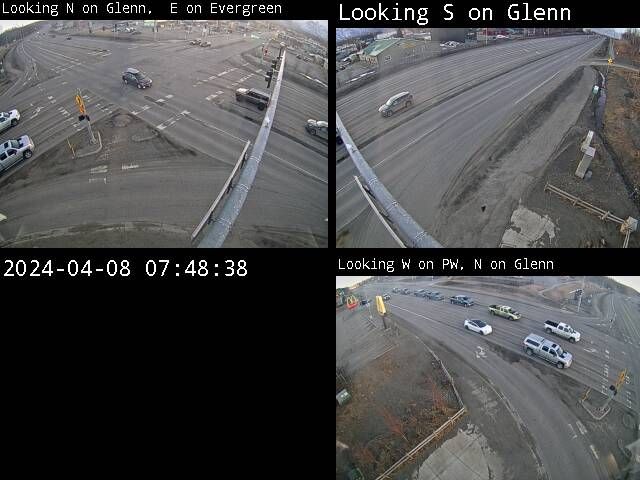 Looking N on Glenn,  E on Evergreen
Looking S on Glenn
2024-04-08 07:48:38
Looking W on PW, N on Glenn